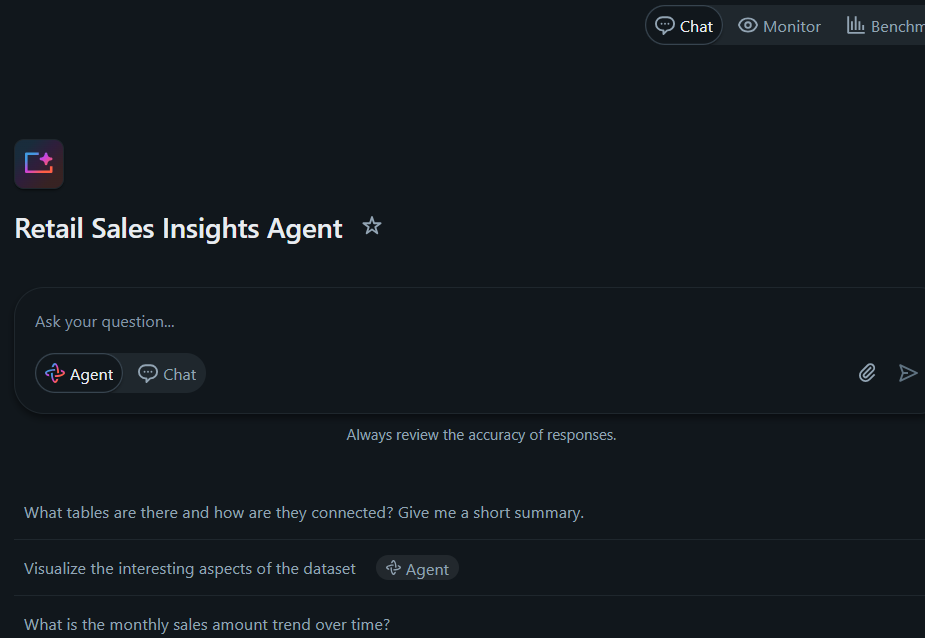 Chat Monitor Benchm
Retail Sales Insights Agent
Ask your question...
Agent Chat
Always review the accuracy of responses.
What tables are there and how are they connected? Give me a short summary.
Visualize the interesting aspects of the dataset Agent
What is the monthly sales amount trend over time?